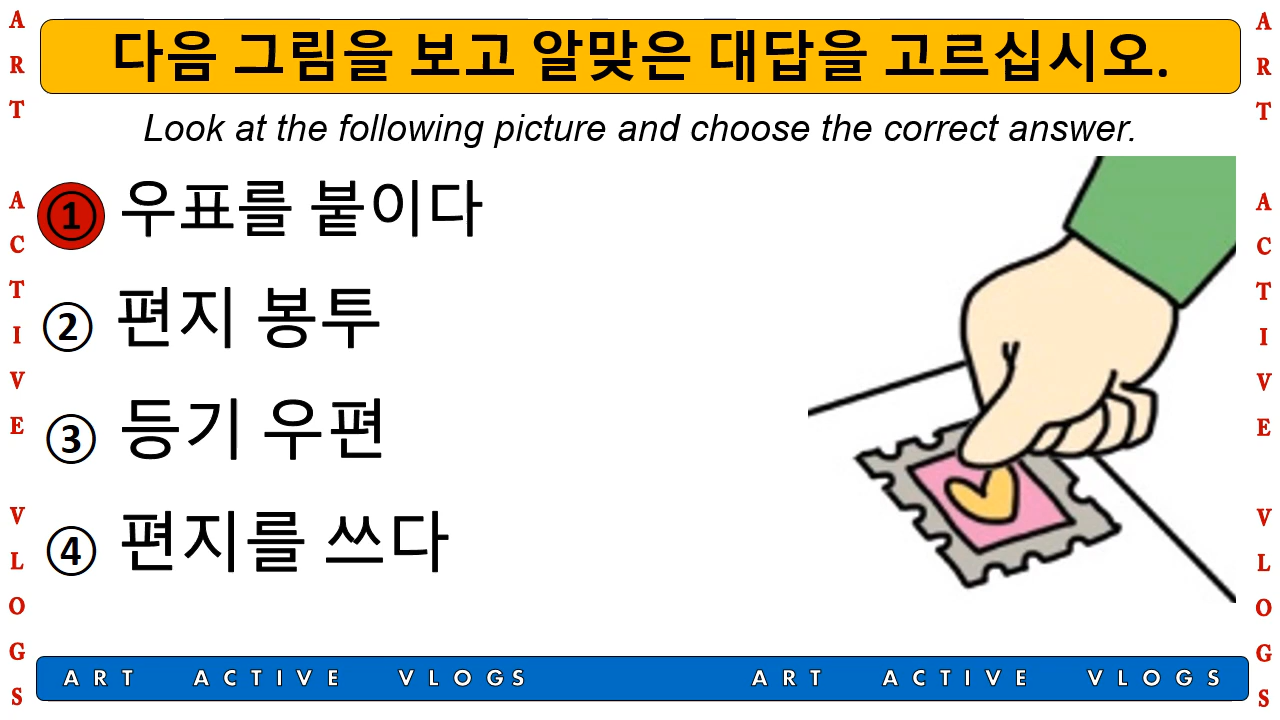 다음 그림을 보고 알맞은 대답을 고르십시오.
Look at the following picture and choose the correct answer.
① 우표를 붙이다
② 편지 봉투
③ 등기 우편
④ 편지를 쓰다
ART ACTIVE VLOGS
ART ACTIVE VLOGS
ART ACTIVE VLOGS ART ACTIVE VLOGS